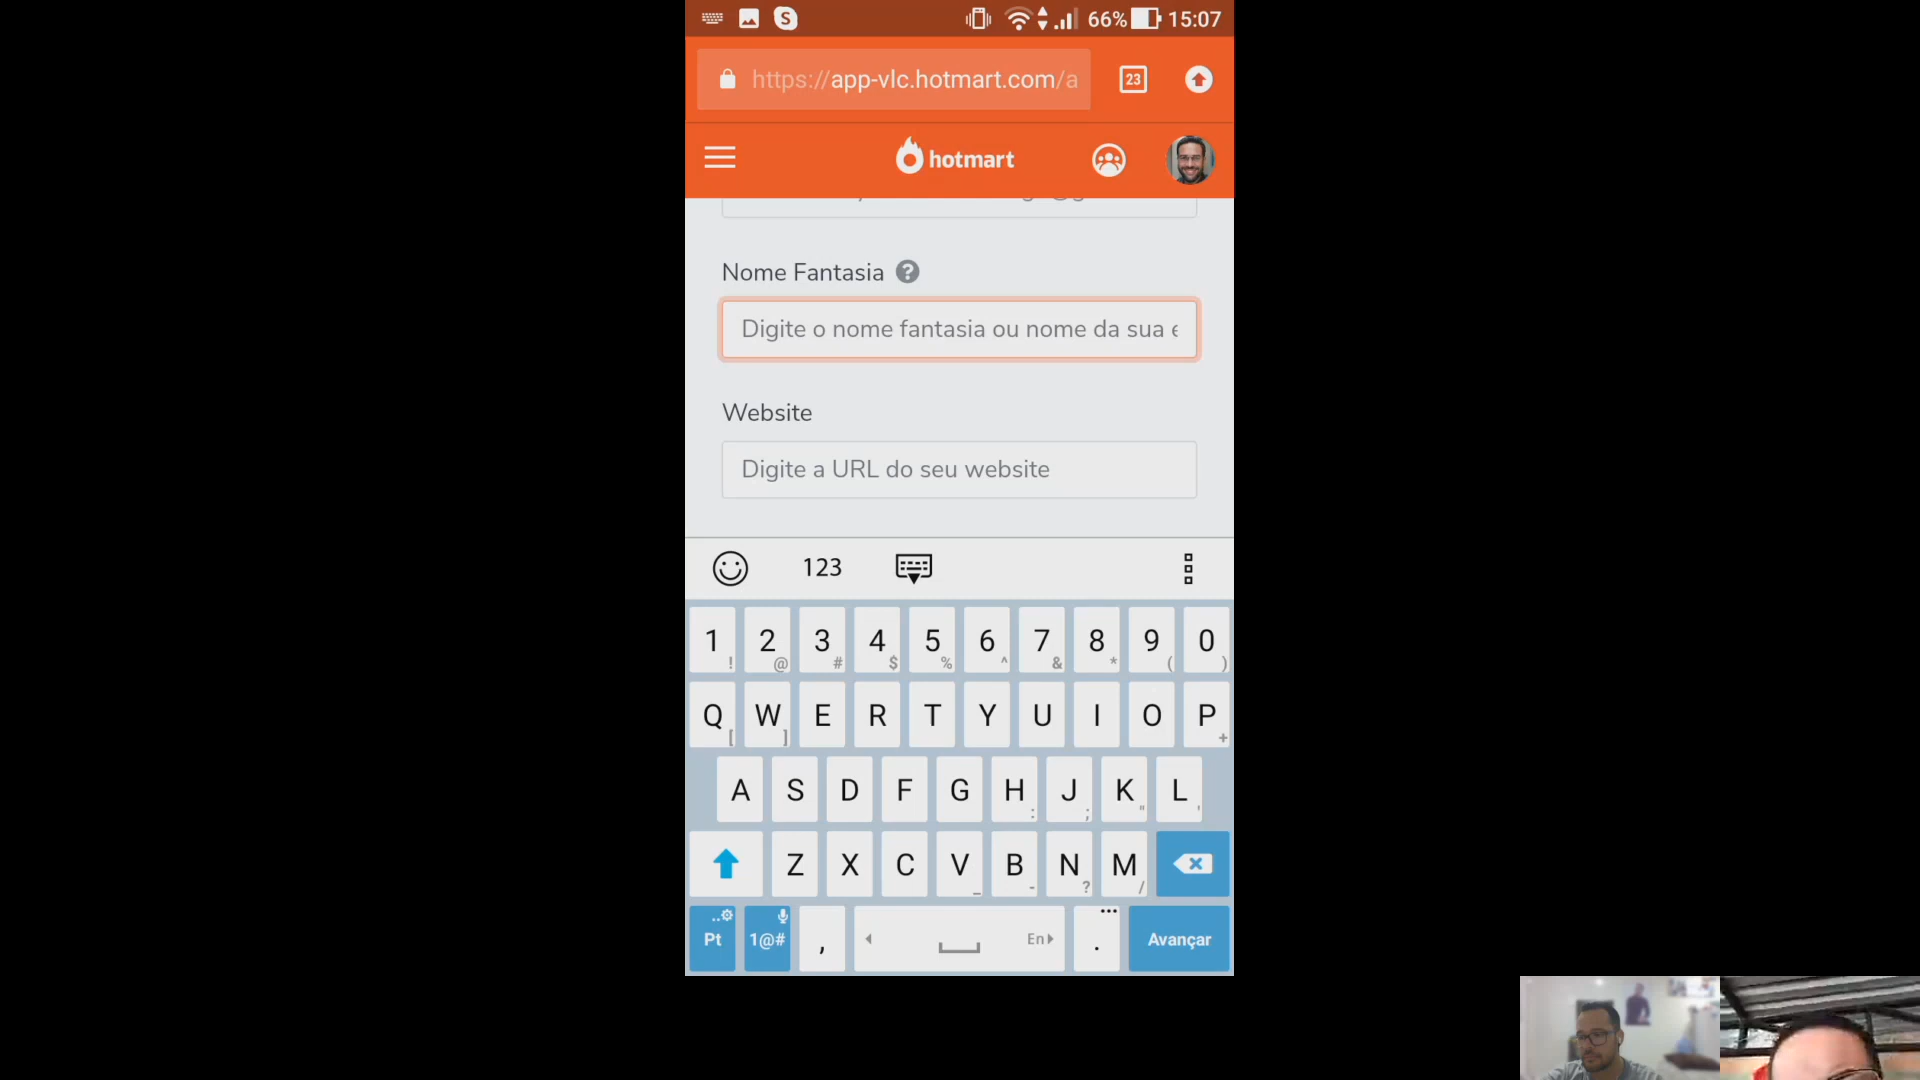 S 66% 15:07
https://app-vlc.hotmart.com/a 23
hotmart
Nome Fantasia ?
Digite o nome fantasia ou nome da sua e
Website
Digite a URL do seu website
123
1 ! 2 @ 3 # 4 $ 5 % 6 ^ 7 & 8 * 9 ( 0 )
Q [ W ] E R T Y U I O P +
A S D F G H : J ; K " L '
Z X C V _ B - N ? M /
Pt 1@# , En . Avançar